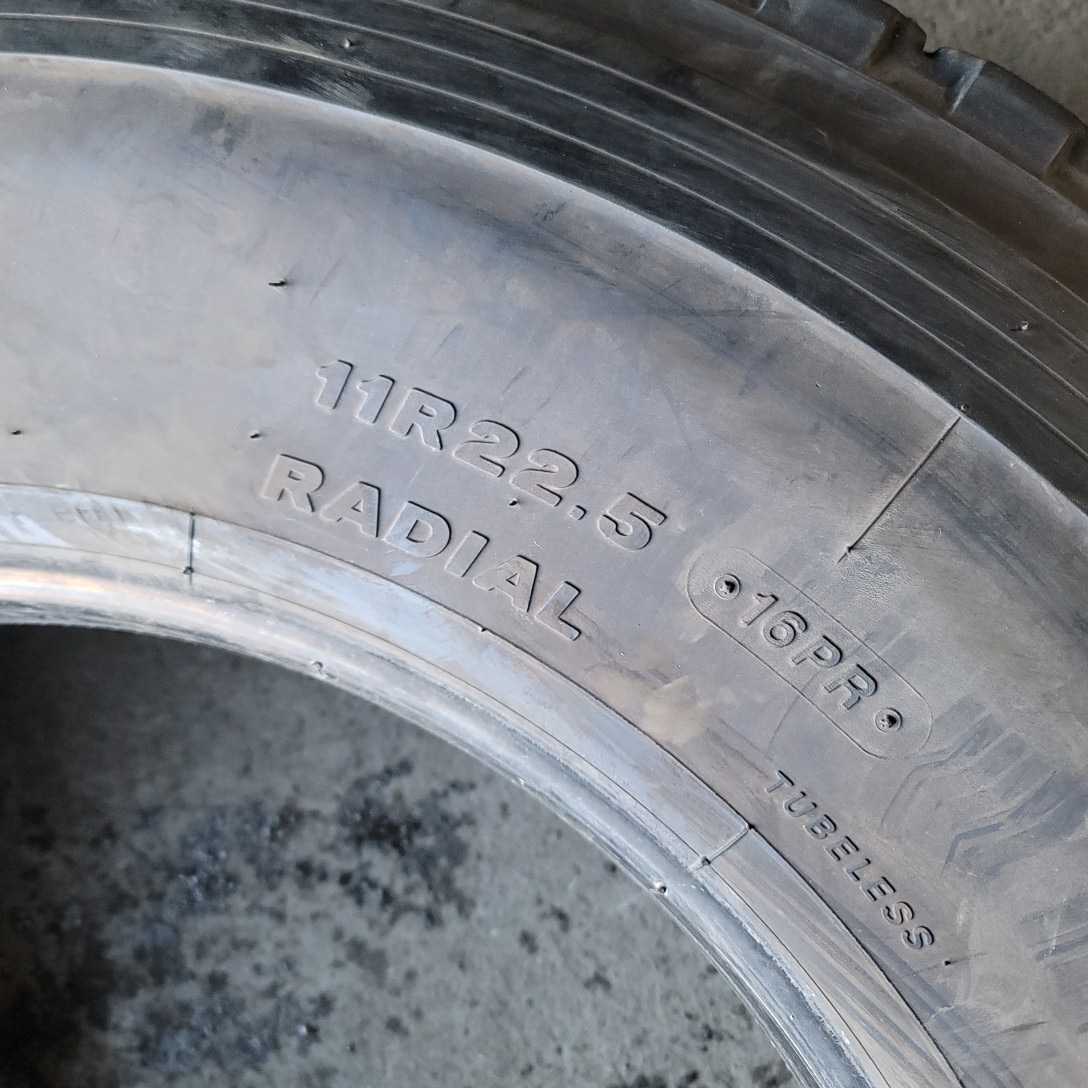 11R22.5
RADIAL
16PR
TUBELESS